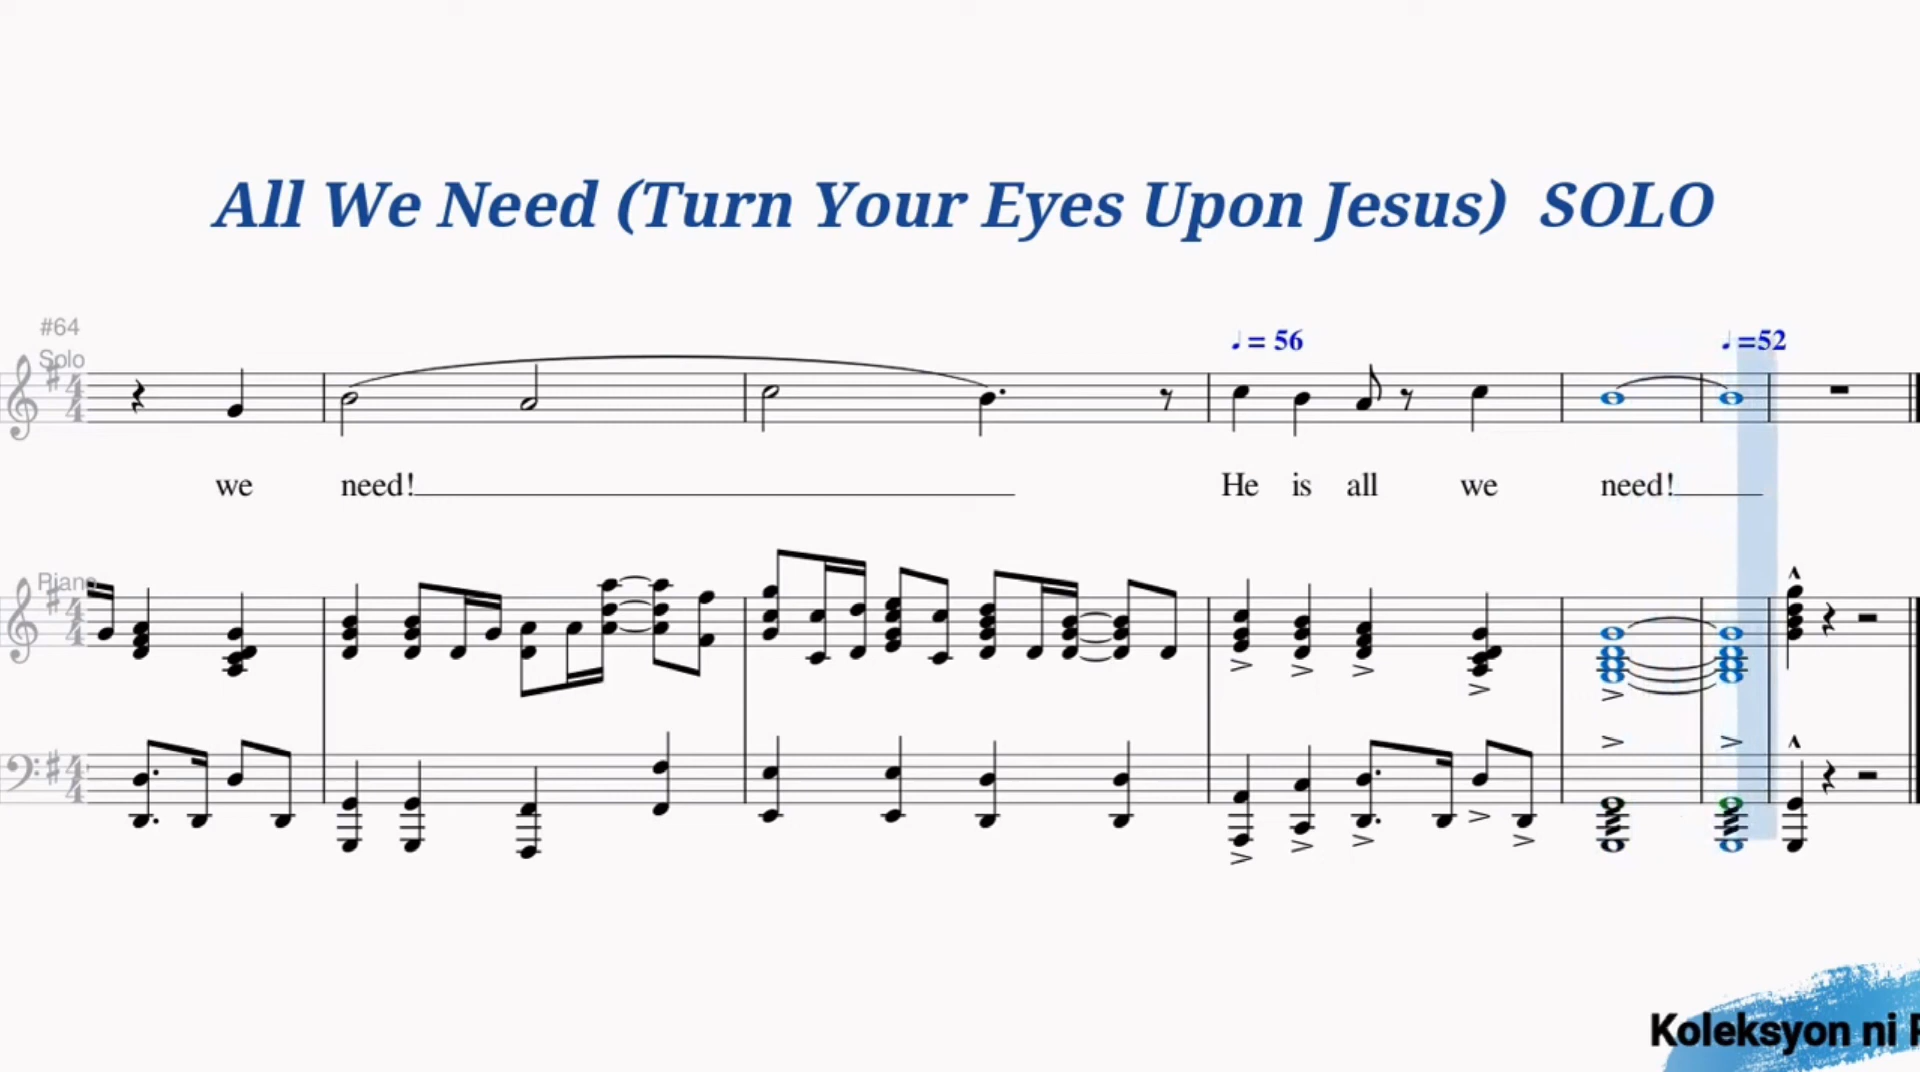 All We Need (Turn Your Eyes Upon Jesus) SOLO
#64
♩ = 56
♩ =52
Solo
we need! He is all we need!
Piano
Koleksyon ni